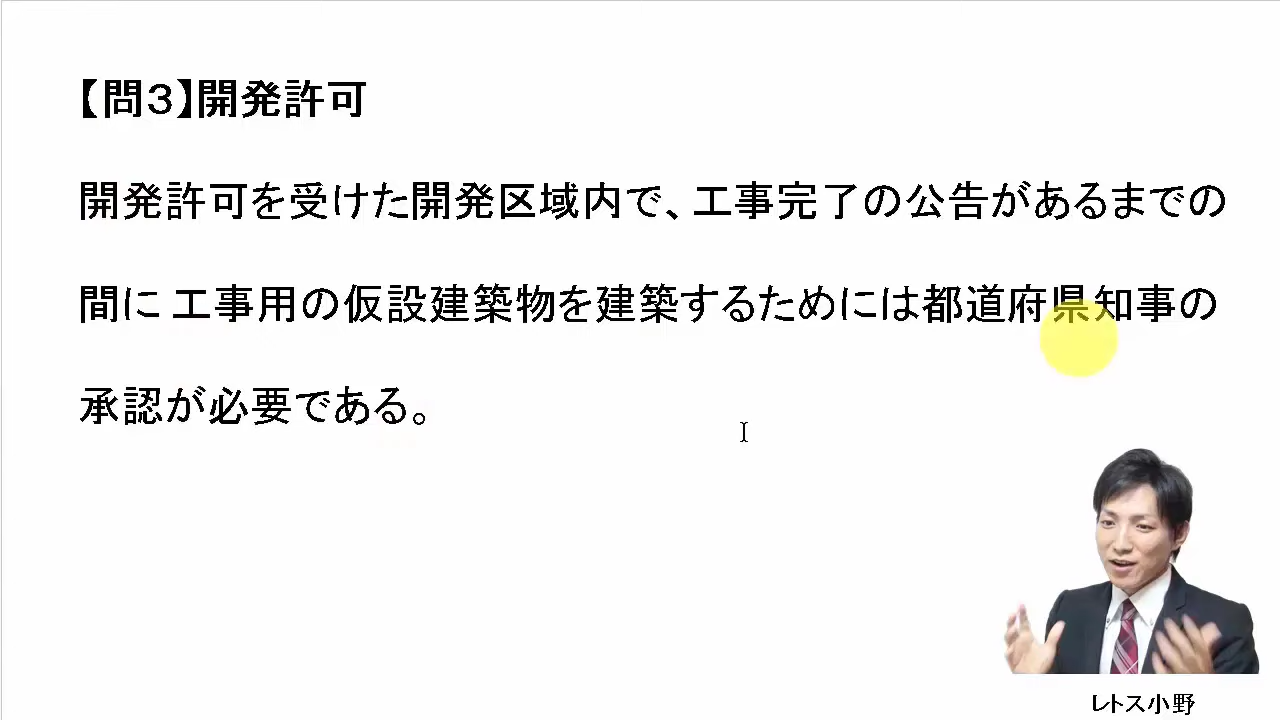 【問３】開発許可
開発許可を受けた開発区域内で、工事完了の公告があるまでの
間に 工事用の仮設建築物を建築するためには都道府県知事の
承認が必要である。
レトス小野